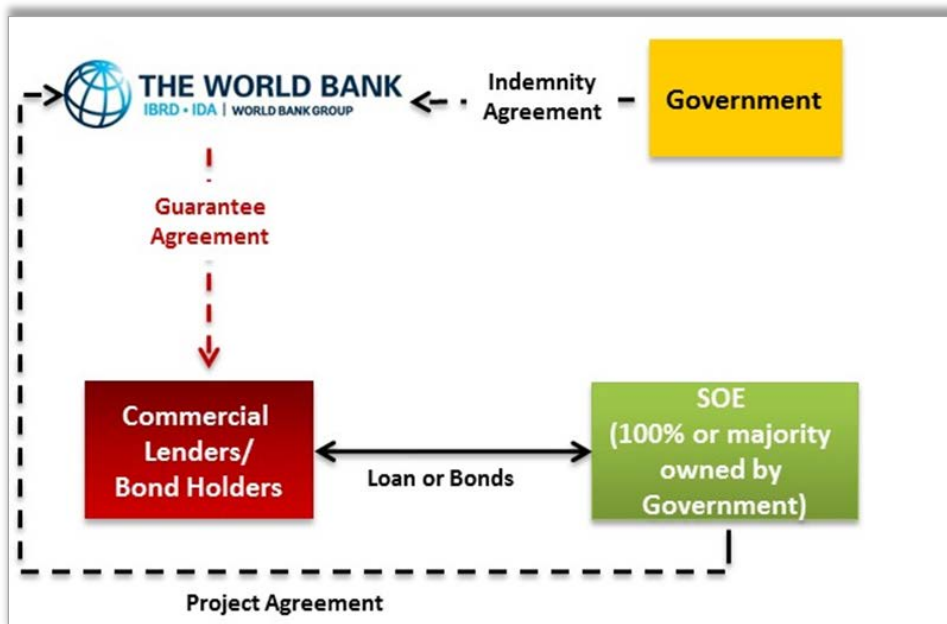 THE WORLD BANK
IBRD • IDA | WORLD BANK GROUP
Indemnity
Agreement
Government
Guarantee
Agreement
Commercial
Lenders/
Bond Holders
Loan or Bonds
SOE
(100% or majority
owned by
Government)
Project Agreement